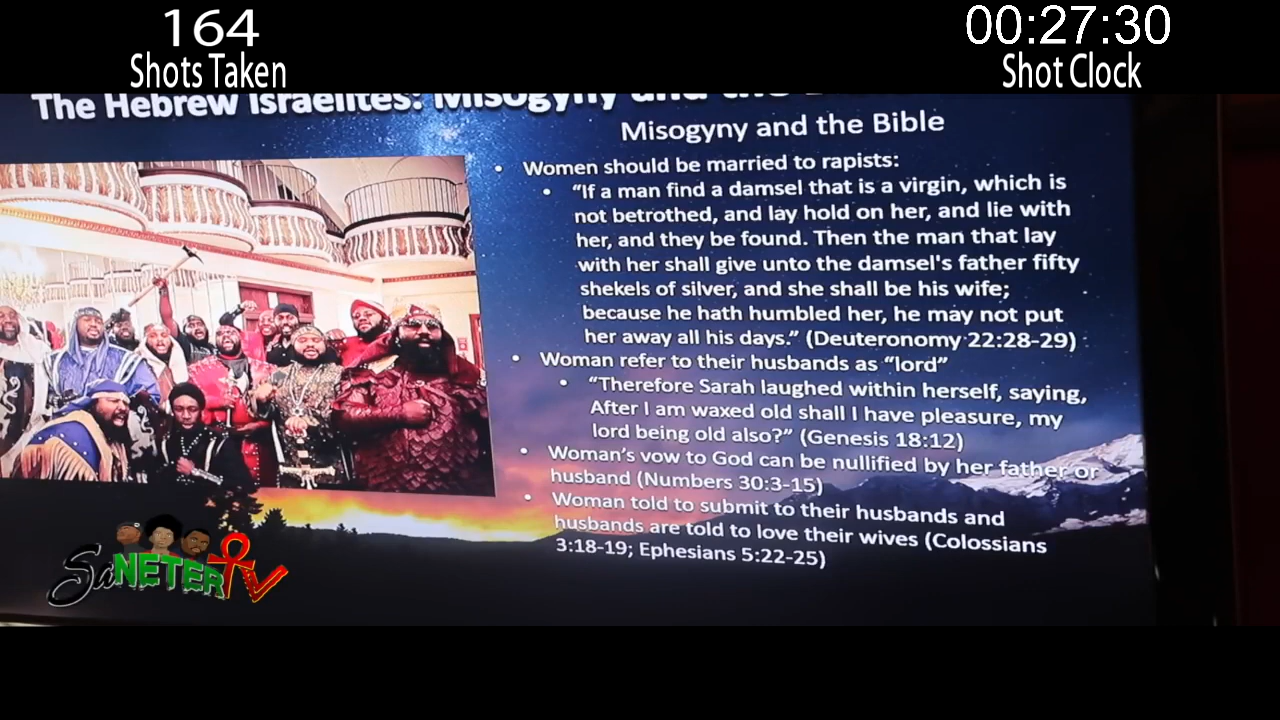 164
Shots Taken
00:27:30
Shot Clock
The Hebrew Israelites: Misogyny and the
Misogyny and the Bible
• Women should be married to rapists:
• “If a man find a damsel that is a virgin, which is
not betrothed, and lay hold on her, and lie with
her, and they be found. Then the man that lay
with her shall give unto the damsel's father fifty
shekels of silver, and she shall be his wife;
because he hath humbled her, he may not put
her away all his days.” (Deuteronomy 22:28-29)
• Woman refer to their husbands as “lord”
• “Therefore Sarah laughed within herself, saying,
After I am waxed old shall I have pleasure, my
lord being old also?” (Genesis 18:12)
• Woman’s vow to God can be nullified by her father or
husband (Numbers 30:3-15)
• Woman told to submit to their husbands and
husbands are told to love their wives (Colossians
3:18-19; Ephesians 5:22-25)
SaNETERTV